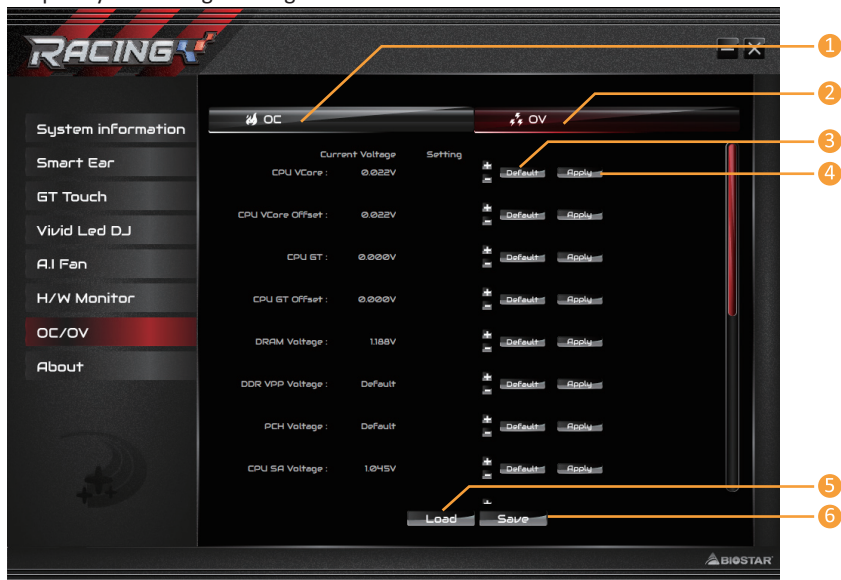 RACING
1
OC
OV
2
System information
Smart Ear
GT Touch
Vivid Led DJ
A.I Fan
H/W Monitor
OC/OV
About
Current Voltage Setting
3
CPU VCore : 0.022V + - Default Apply
4
CPU VCore Offset : 0.022V + - Default Apply
CPU GT : 0.000V + - Default Apply
CPU GT Offset : 0.000V + - Default Apply
DRAM Voltage : 1.188V + - Default Apply
DDR VPP Voltage : Default + - Default Apply
PCH Voltage : Default + - Default Apply
CPU SA Voltage : 1.045V + - Default Apply
5
Load Save
6
BIOSTAR